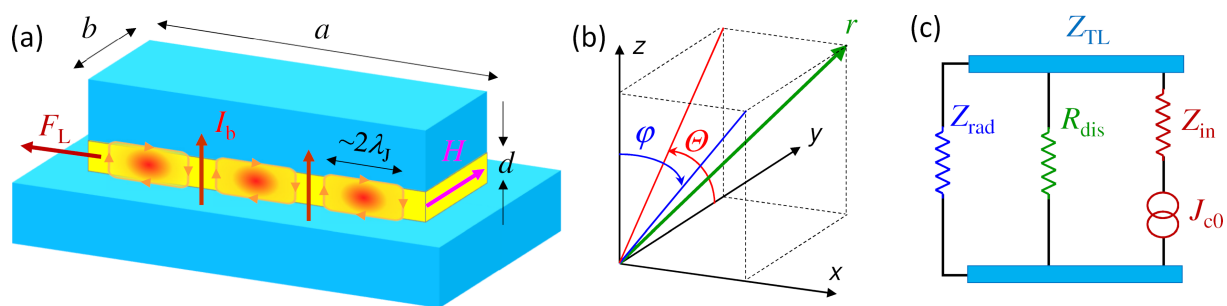 (a)
b
a
F_L
I_b
~2λ_J
H
d
(b)
z
r
φ
Θ
y
x
(c)
Z_TL
Z_rad
R_dis
Z_in
J_c0